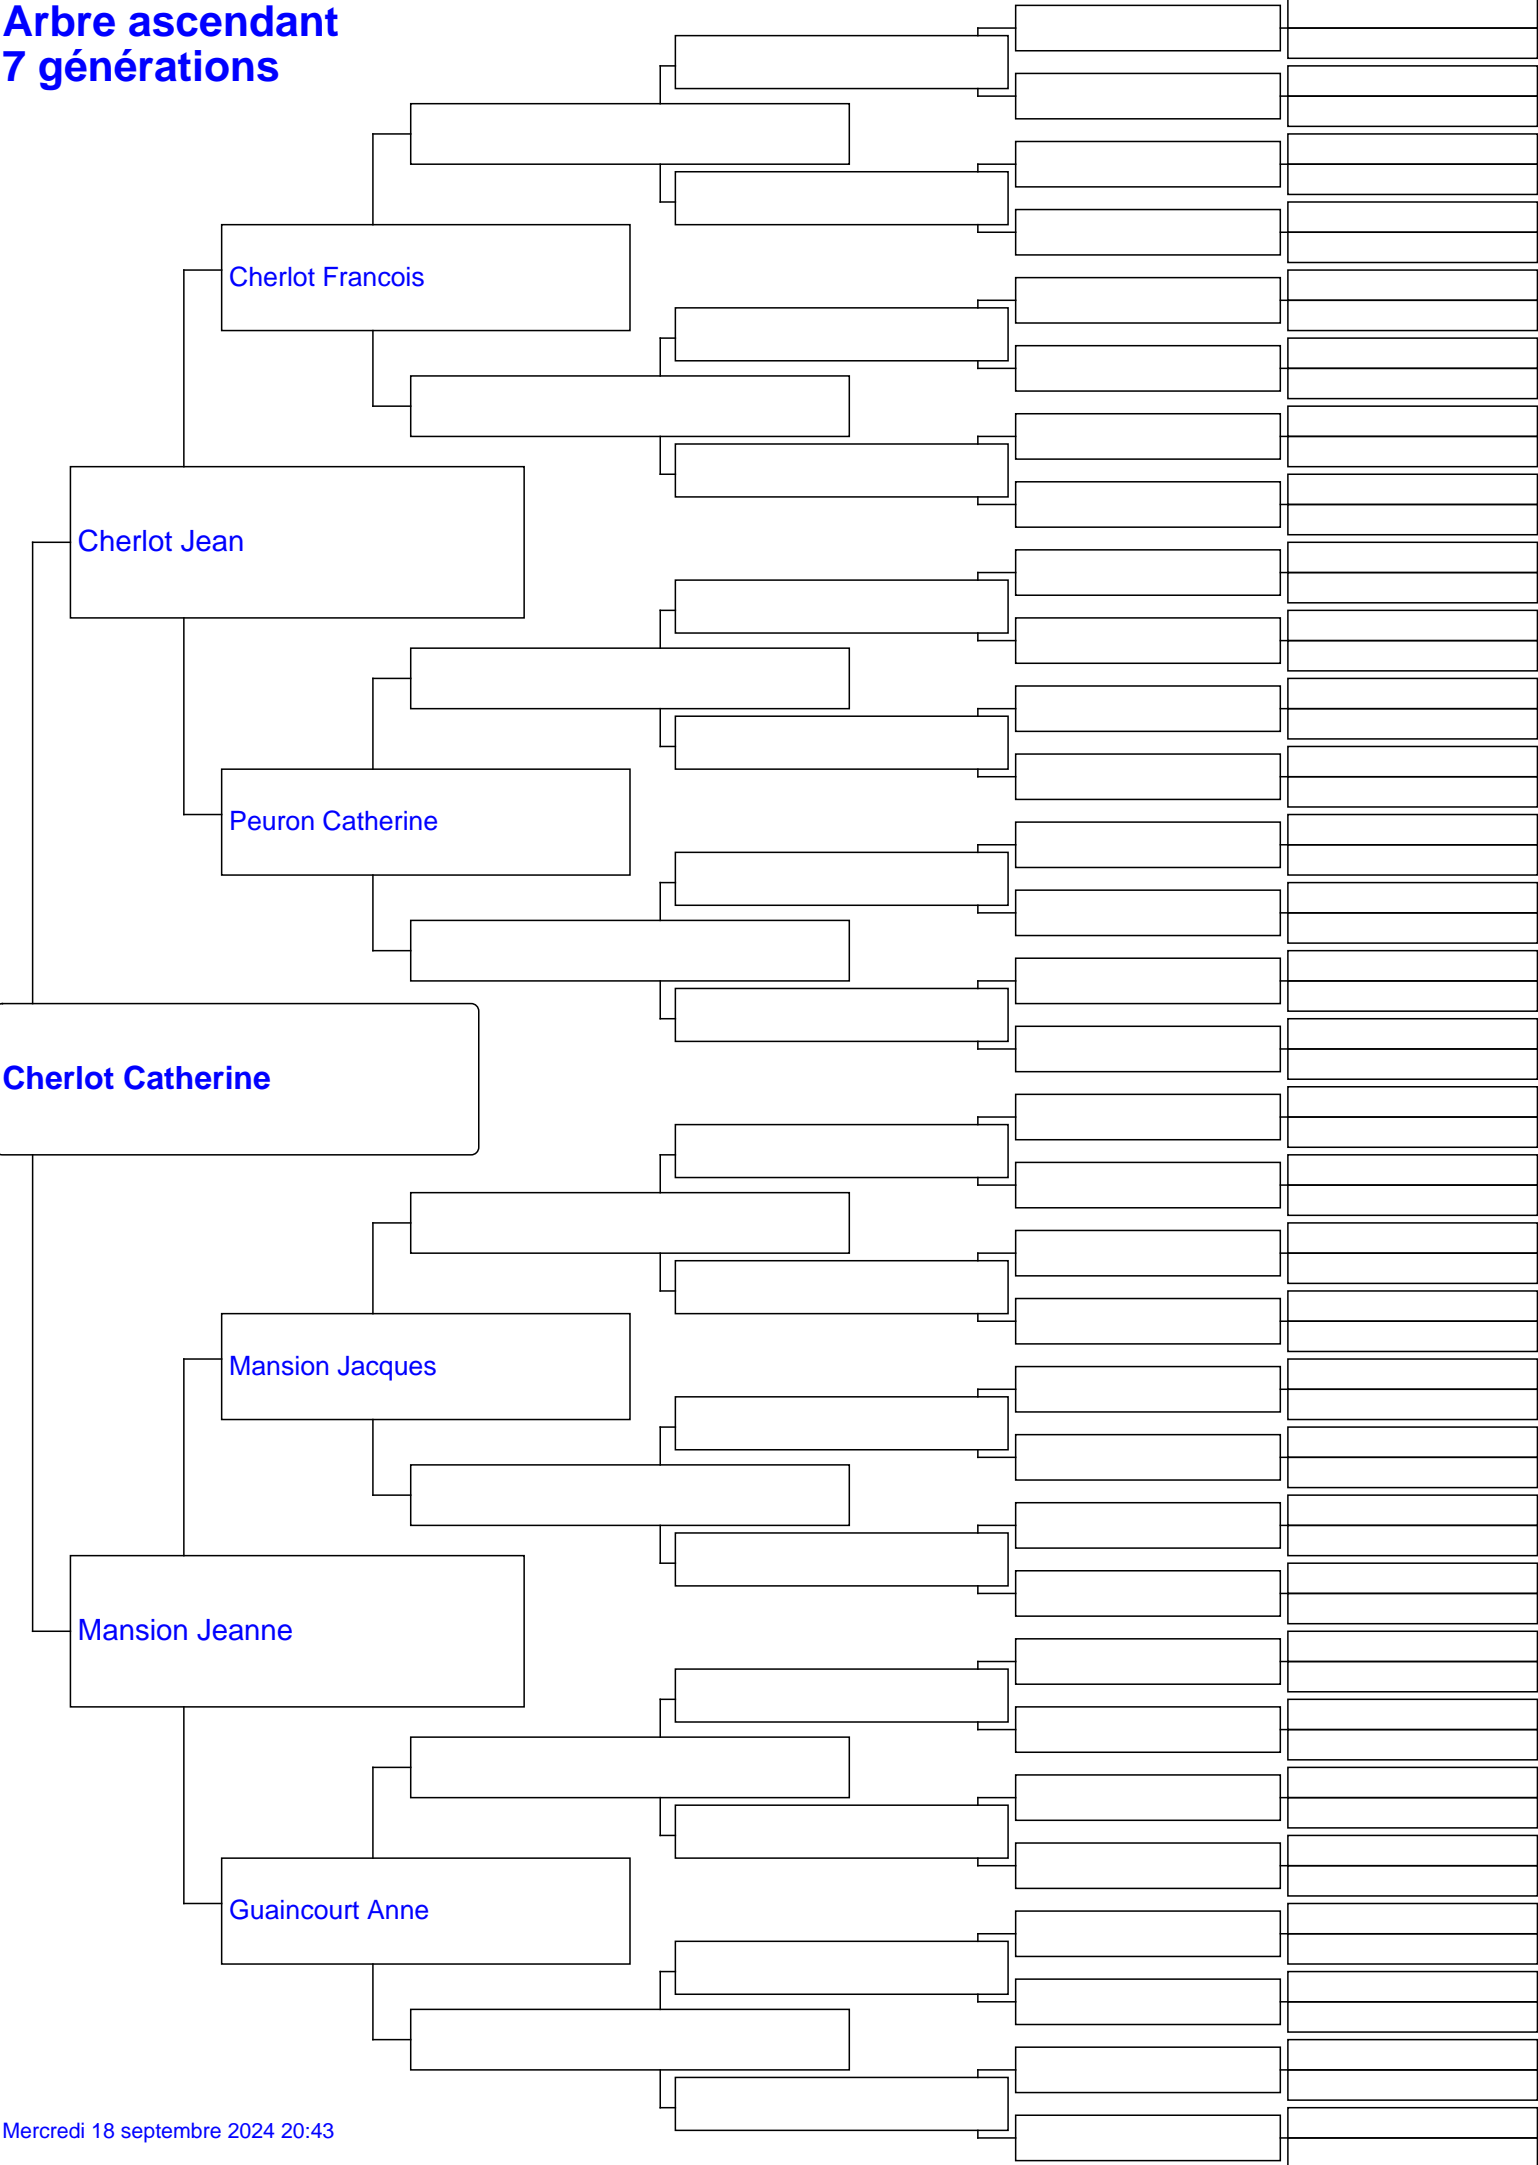 Arbre ascendant
7 générations
Cherlot Francois
Cherlot Jean
Peuron Catherine
Cherlot Catherine
Mansion Jacques
Mansion Jeanne
Guaincourt Anne
Mercredi 18 septembre 2024 20:43